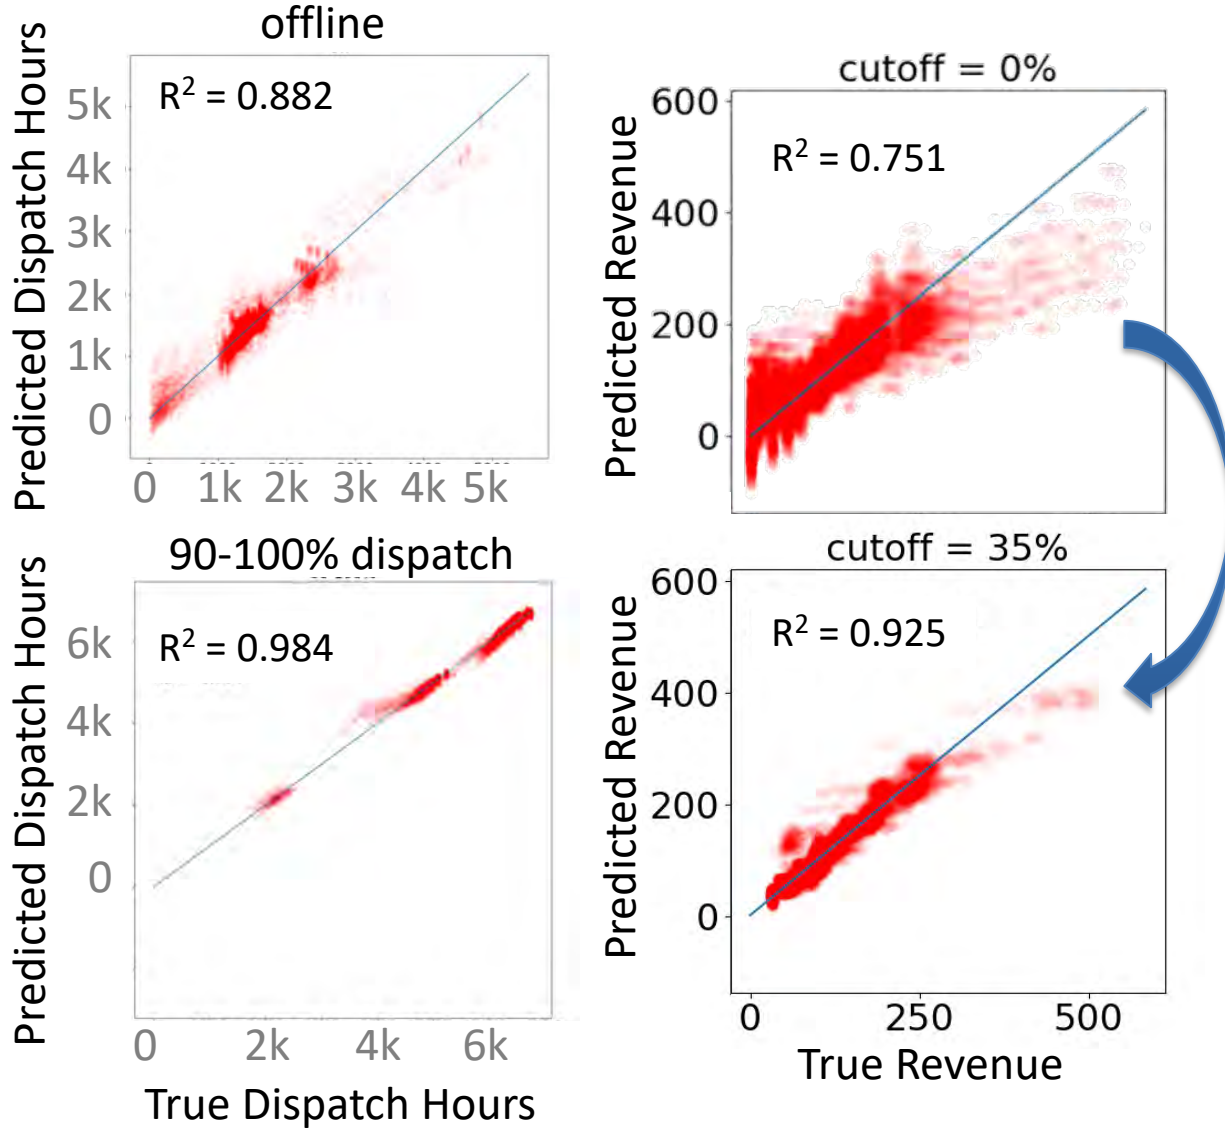 offline
Predicted Dispatch Hours
R² = 0.882
5k
4k
3k
2k
1k
0
0 1k 2k 3k 4k 5k
cutoff = 0%
Predicted Revenue
R² = 0.751
600
400
200
0
90-100% dispatch
Predicted Dispatch Hours
R² = 0.984
6k
4k
2k
0
0 2k 4k 6k
True Dispatch Hours
cutoff = 35%
Predicted Revenue
R² = 0.925
600
400
200
0
0 250 500
True Revenue